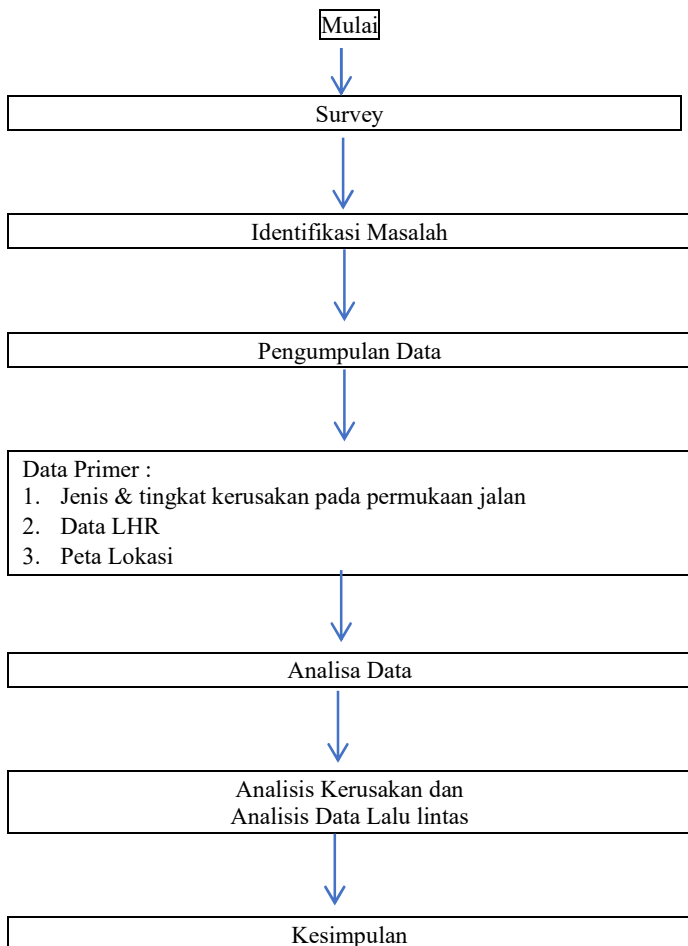 Mulai
Survey
Identifikasi Masalah
Pengumpulan Data
Data Primer :
1. Jenis & tingkat kerusakan pada permukaan jalan
2. Data LHR
3. Peta Lokasi
Analisa Data
Analisis Kerusakan dan
Analisis Data Lalu lintas
Kesimpulan